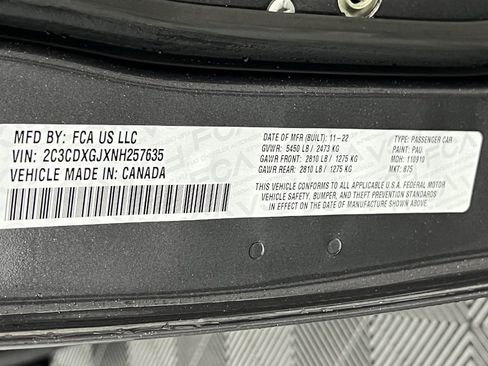 MFD BY: FCA US LLC
VIN: 2C3CDXGJXNH257635
VEHICLE MADE IN: CANADA
DATE OF MFR (BUILT): 11-22
GVWR: 5450 LB / 2473 KG
GAWR FRONT: 2810 LB / 1275 KG
GAWR REAR: 2810 LB / 1275 KG
TYPE: PASSENGER CAR
PAINT: PAU
MDH: 110910
MKT: 875
THIS VEHICLE CONFORMS TO ALL APPLICABLE U.S.A. FEDERAL MOTOR
VEHICLE SAFETY, BUMPER, AND THEFT PREVENTION STANDARDS
IN EFFECT ON THE DATE OF MANUFACTURE SHOWN ABOVE.